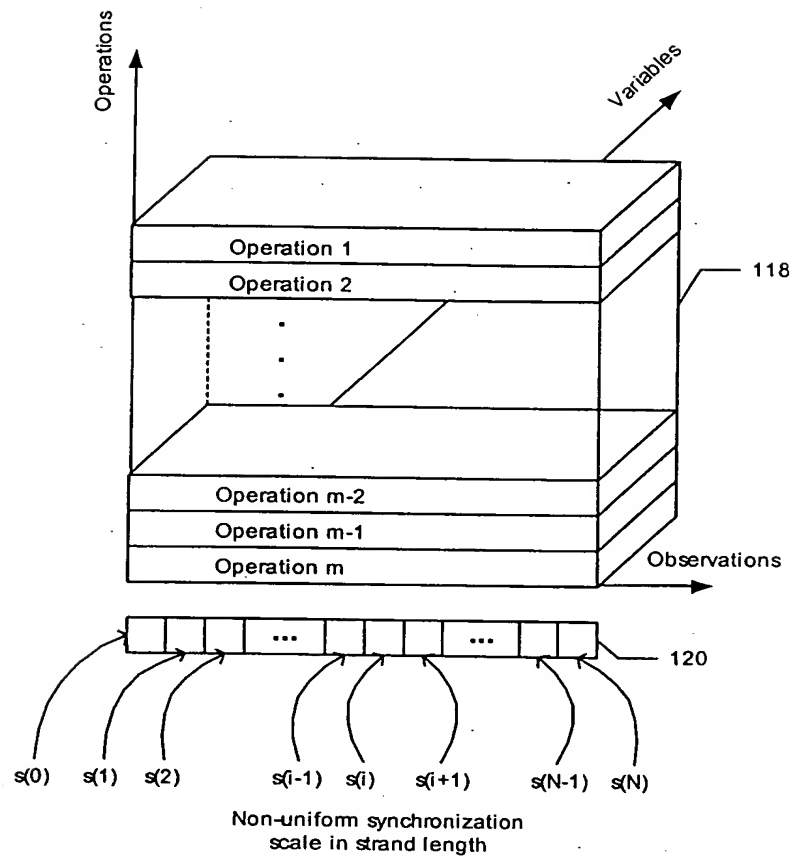 Operations
Variables
Operation 1
Operation 2
118
Operation m-2
Operation m-1
Operation m
Observations
... ...
120
s(0) s(1) s(2) s(i-1) s(i) s(i+1) s(N-1) s(N)
Non-uniform synchronization
scale in strand length